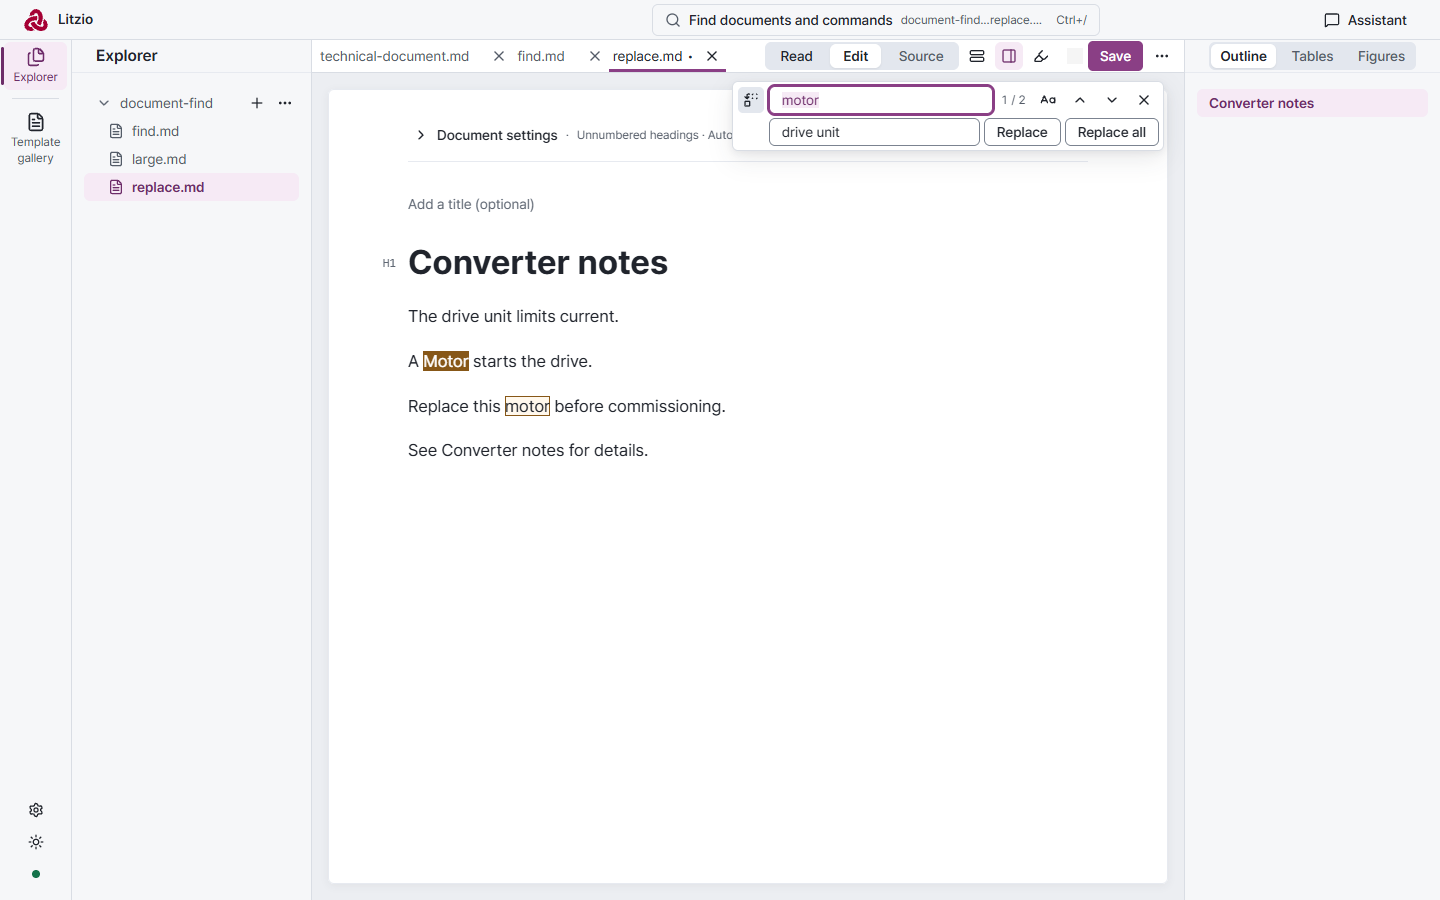 Litzio
Find documents and commands document-find...replace.... Ctrl+/
Assistant
Explorer
Template
gallery
Explorer
document-find
find.md
large.md
replace.md
technical-document.md
find.md
replace.md •
Read
Edit
Source
Save
motor
1 / 2
Aa
drive unit
Replace
Replace all
Document settings · Unnumbered headings · Auto
Add a title (optional)
H1
Converter notes
The drive unit limits current.
A Motor starts the drive.
Replace this motor before commissioning.
See Converter notes for details.
Outline
Tables
Figures
Converter notes